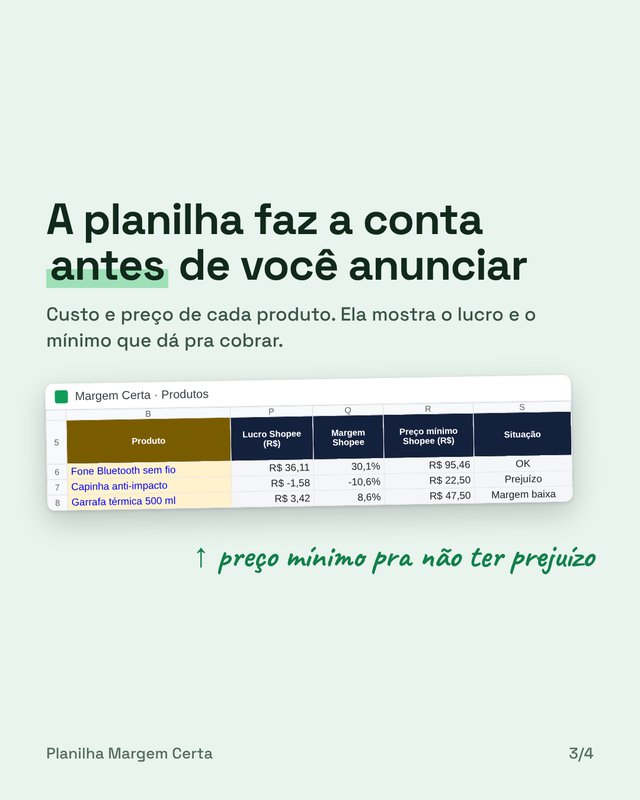 A planilha faz a conta
antes de você anunciar
Custo e preço de cada produto. Ela mostra o lucro e o
mínimo que dá pra cobrar.
Margem Certa · Produtos
B P Q R S
5 Produto Lucro Shopee (R$) Margem Shopee Preço mínimo Shopee (R$) Situação
6 Fone Bluetooth sem fio R$ 36,11 30,1% R$ 95,46 OK
7 Capinha anti-impacto R$ -1,58 -10,6% R$ 22,50 Prejuízo
8 Garrafa térmica 500 ml R$ 3,42 8,6% R$ 47,50 Margem baixa
↑ preço mínimo pra não ter prejuízo
Planilha Margem Certa 3/4